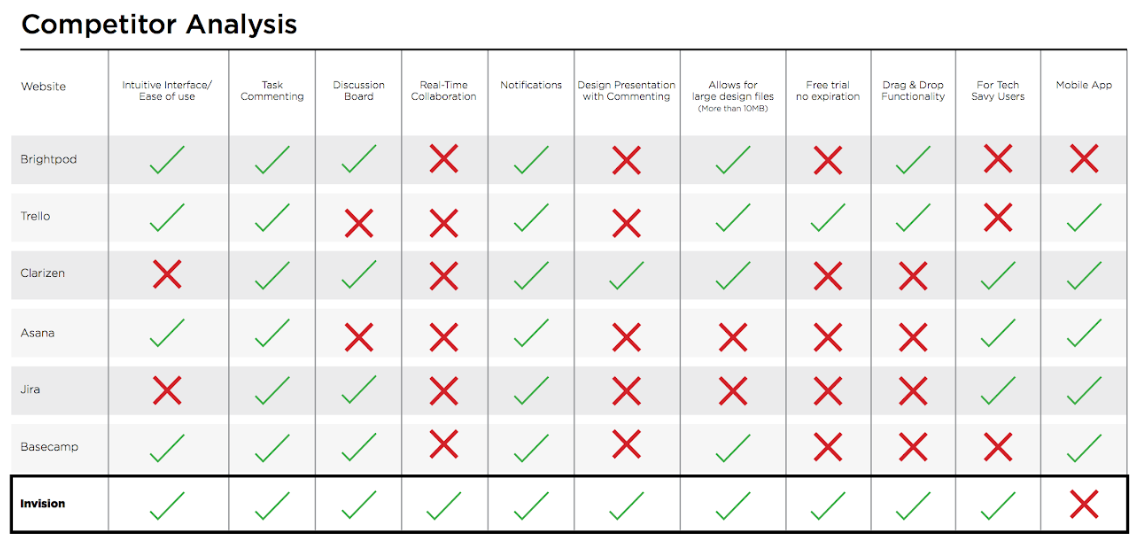 Competitor Analysis
Website
Intuitive Interface/
Ease of use
Task
Commenting
Discussion
Board
Real-Time
Collaboration
Notifications
Design Presentation
with Commenting
Allows for
large design files
(More than 10MB)
Free trial
no expiration
Drag & Drop
Functionality
For Tech
Savy Users
Mobile App
Brightpod
Trello
Clarizen
Asana
Jira
Basecamp
Invision